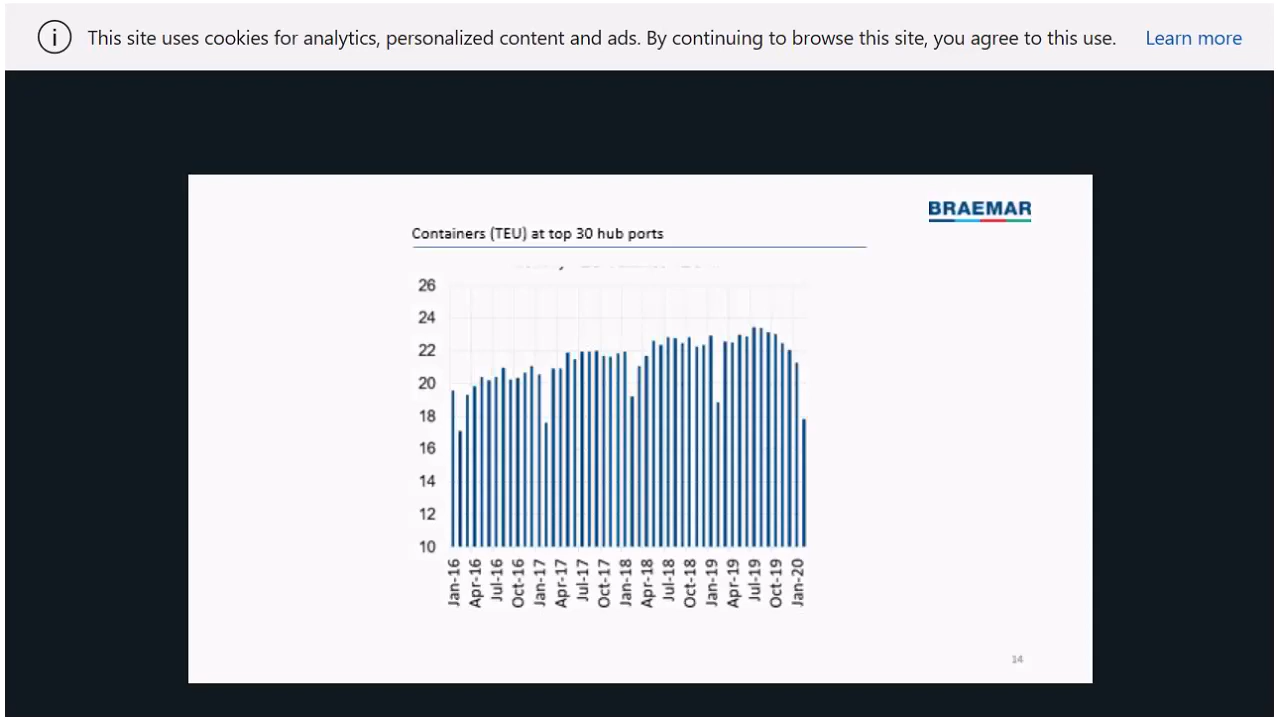 This site uses cookies for analytics, personalized content and ads. By continuing to browse this site, you agree to this use. Learn more
BRAEMAR
Containers (TEU) at top 30 hub ports
26
24
22
20
18
16
14
12
10
Jan-16 Apr-16 Jul-16 Oct-16 Jan-17 Apr-17 Jul-17 Oct-17 Jan-18 Apr-18 Jul-18 Oct-18 Jan-19 Apr-19 Jul-19 Oct-19 Jan-20
14